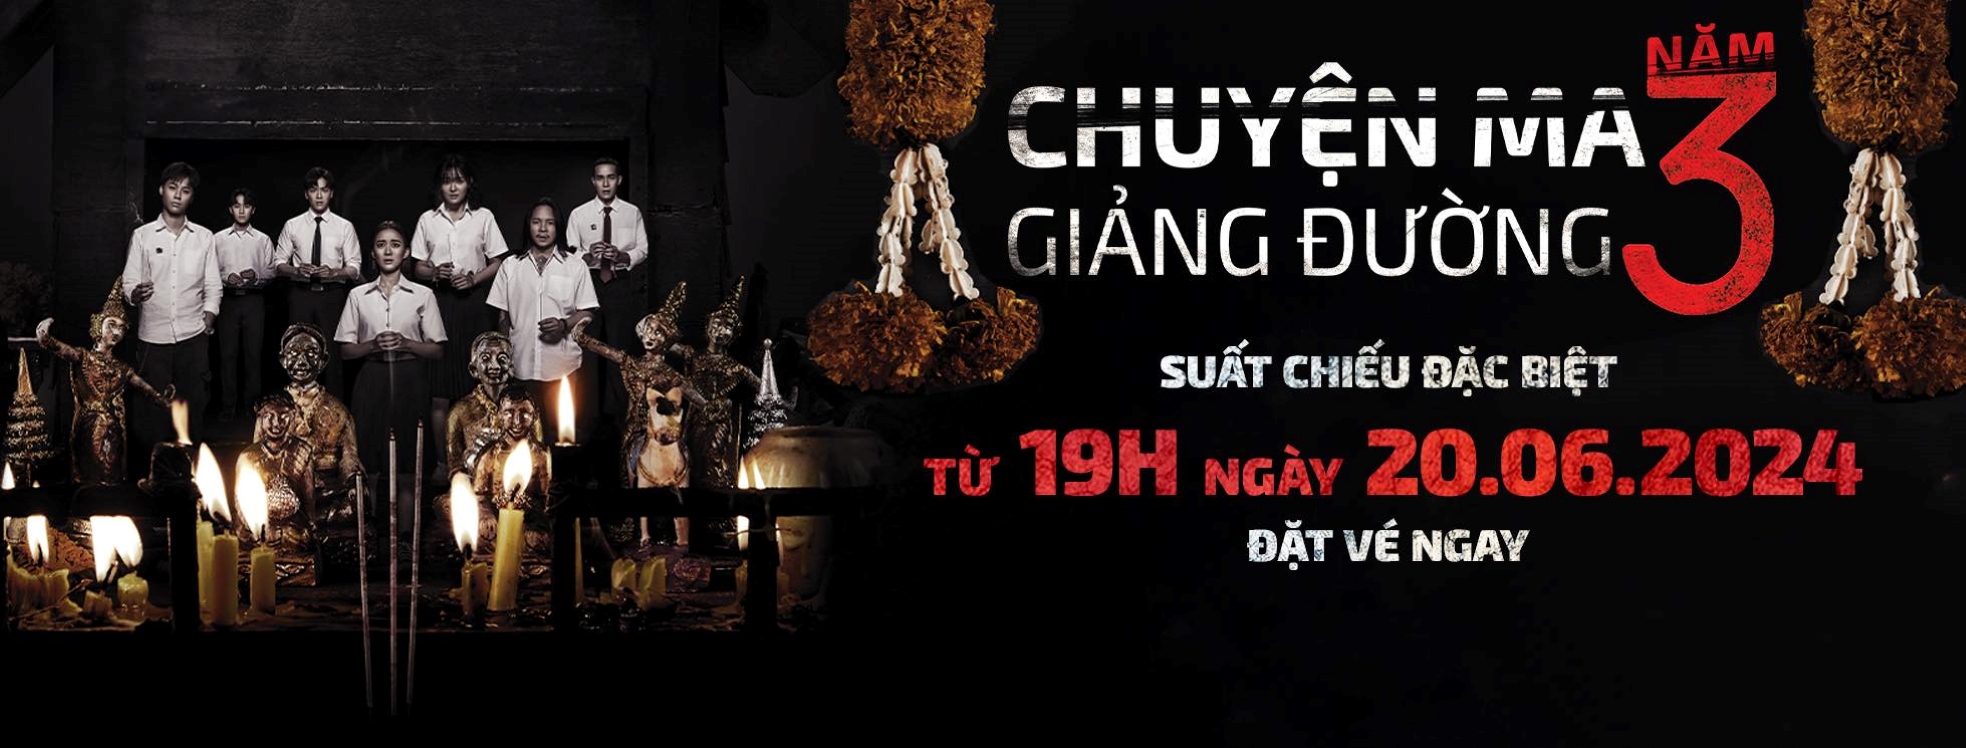 CHUYỆN MA
NĂM 3
GIẢNG ĐƯỜNG
SUẤT CHIẾU ĐẶC BIỆT
TỪ 19H NGÀY 20.06.2024
ĐẶT VÉ NGAY